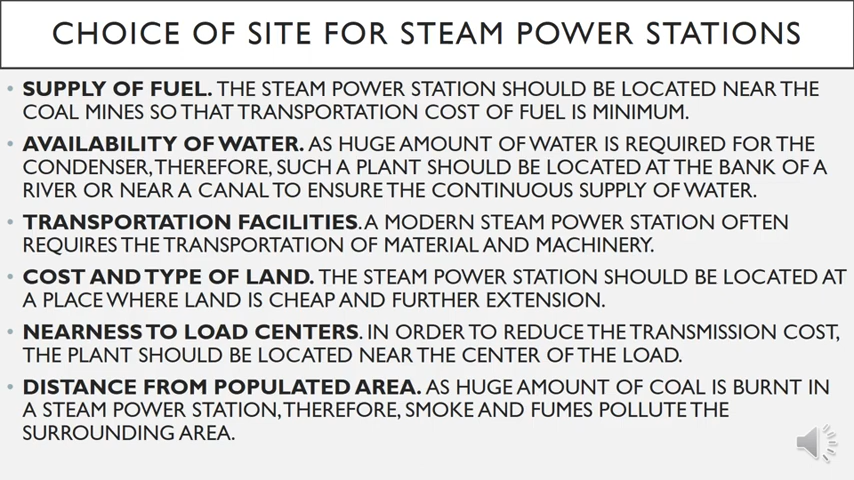 CHOICE OF SITE FOR STEAM POWER STATIONS
• SUPPLY OF FUEL. THE STEAM POWER STATION SHOULD BE LOCATED NEAR THE
COAL MINES SO THAT TRANSPORTATION COST OF FUEL IS MINIMUM.
• AVAILABILITY OF WATER. AS HUGE AMOUNT OF WATER IS REQUIRED FOR THE
CONDENSER, THEREFORE, SUCH A PLANT SHOULD BE LOCATED AT THE BANK OF A
RIVER OR NEAR A CANAL TO ENSURE THE CONTINUOUS SUPPLY OF WATER.
• TRANSPORTATION FACILITIES. A MODERN STEAM POWER STATION OFTEN
REQUIRES THE TRANSPORTATION OF MATERIAL AND MACHINERY.
• COST AND TYPE OF LAND. THE STEAM POWER STATION SHOULD BE LOCATED AT
A PLACE WHERE LAND IS CHEAP AND FURTHER EXTENSION.
• NEARNESS TO LOAD CENTERS. IN ORDER TO REDUCE THE TRANSMISSION COST,
THE PLANT SHOULD BE LOCATED NEAR THE CENTER OF THE LOAD.
• DISTANCE FROM POPULATED AREA. AS HUGE AMOUNT OF COAL IS BURNT IN
A STEAM POWER STATION, THEREFORE, SMOKE AND FUMES POLLUTE THE
SURROUNDING AREA.